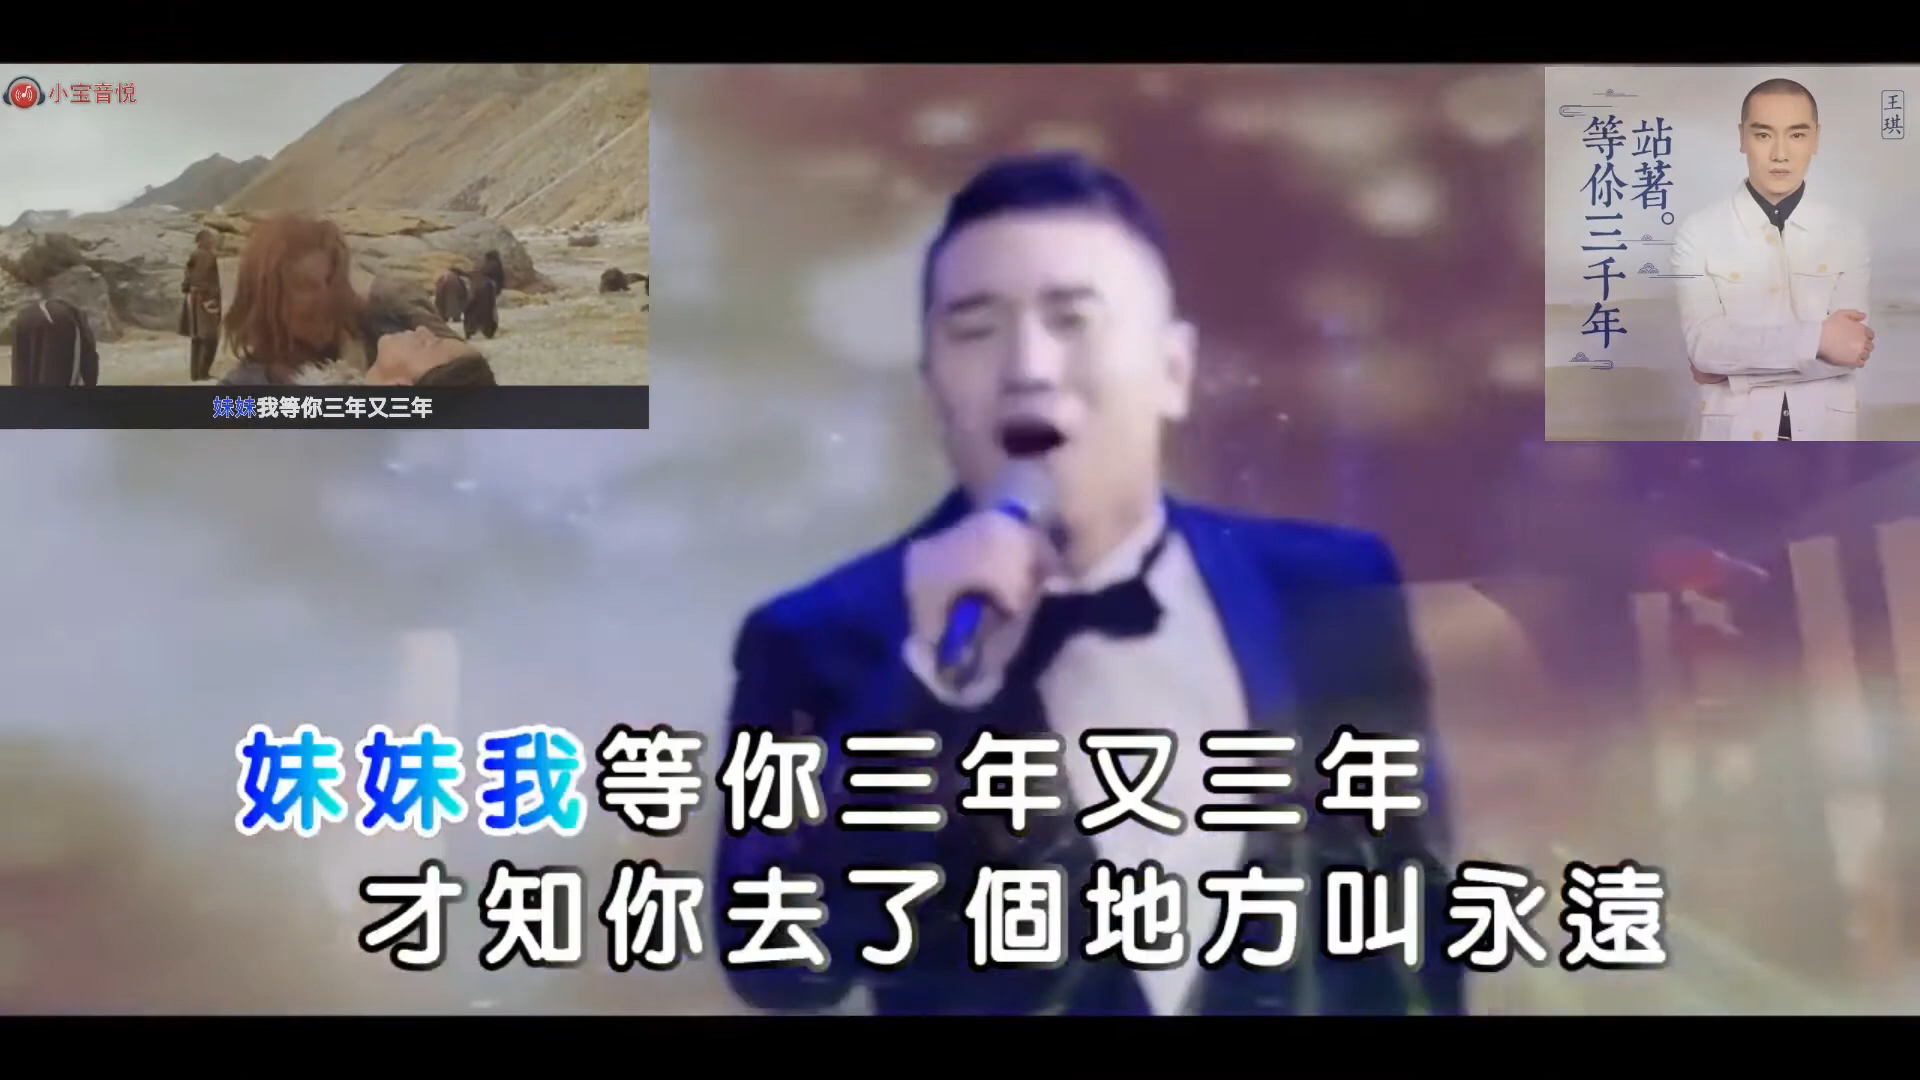 小宝音悦
妹妹我等你三年又三年
站著。
等你三千年
王琪
妹妹我等你三年又三年
才知你去了個地方叫永遠